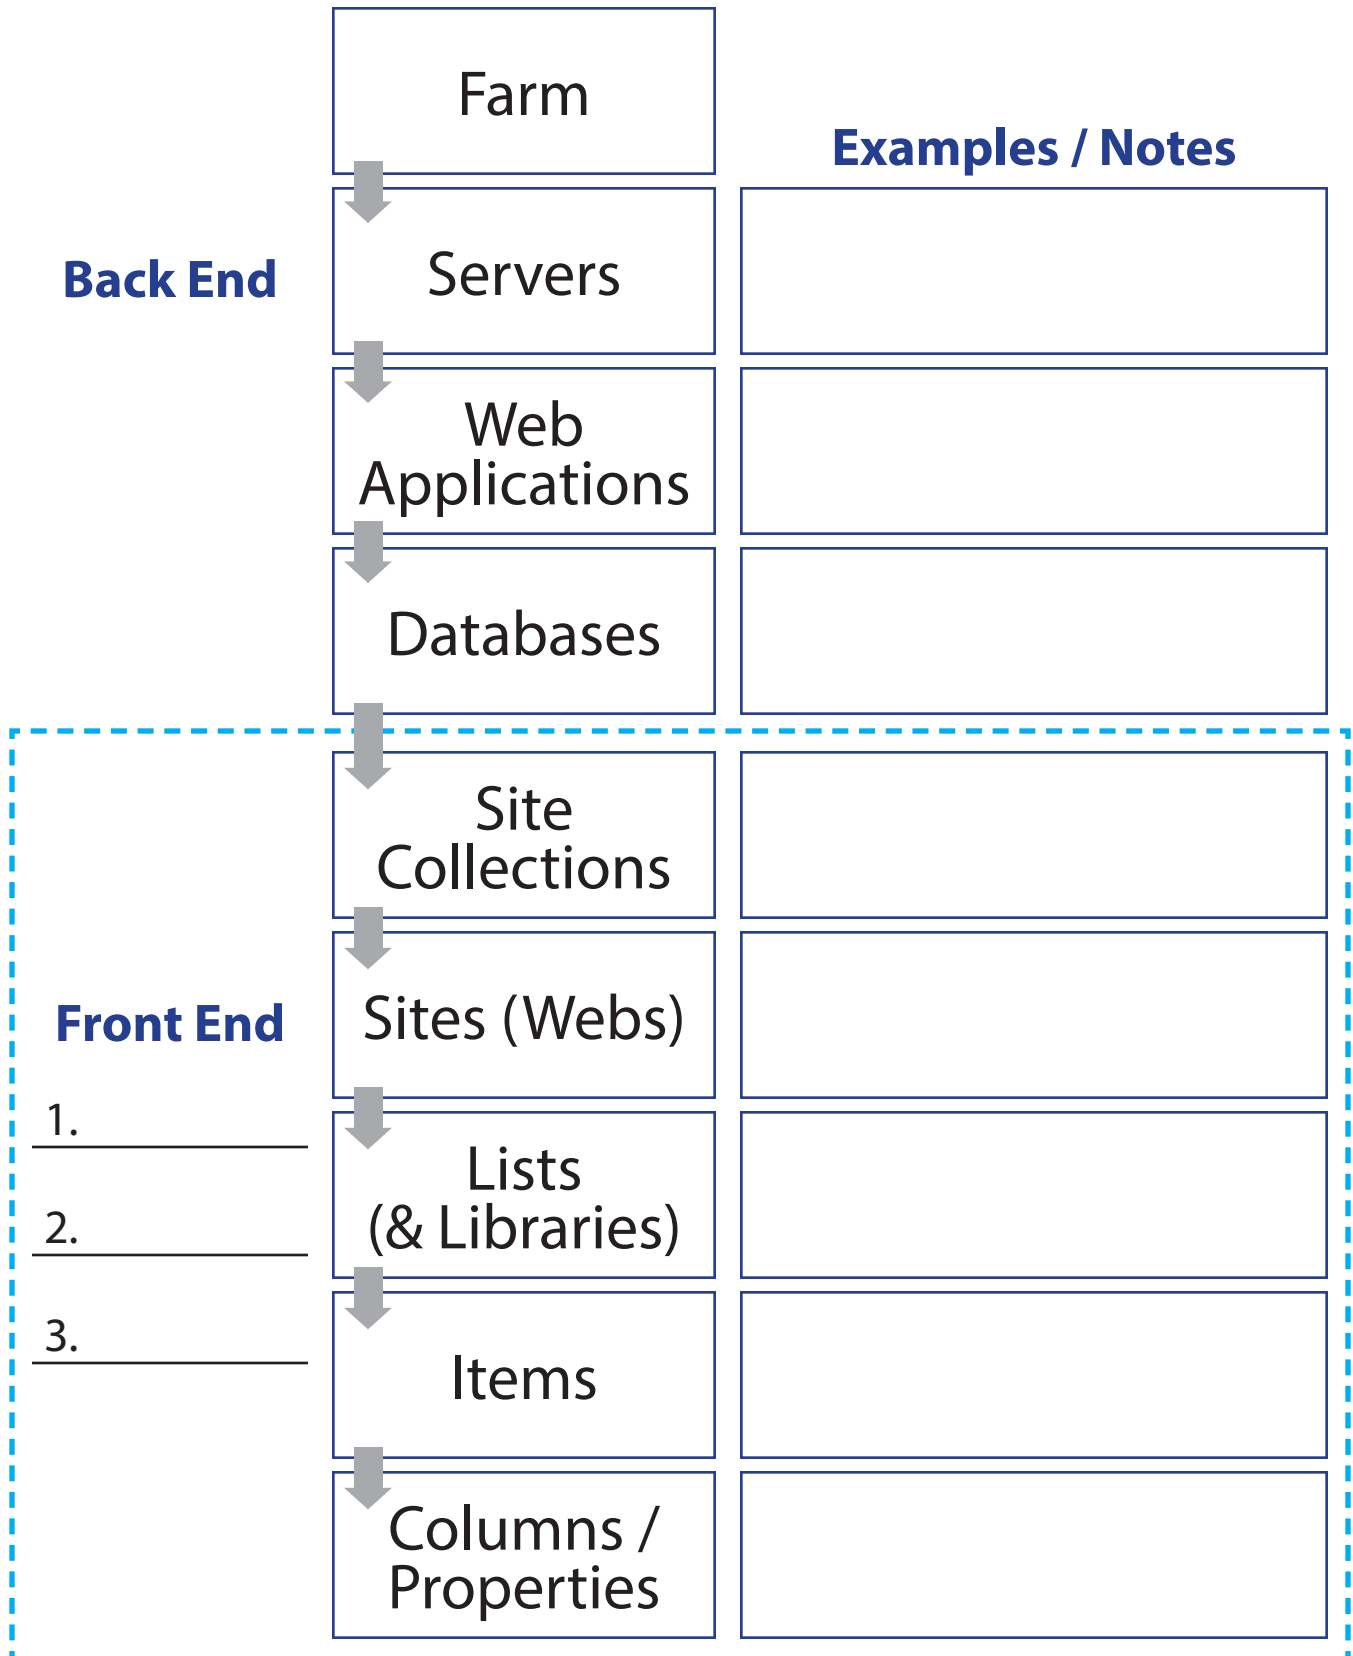 Farm
Examples / Notes
Back End
Servers
Web
Applications
Databases
Site
Collections
Front End
Sites (Webs)
1.
Lists
(& Libraries)
2.
3.
Items
Columns /
Properties